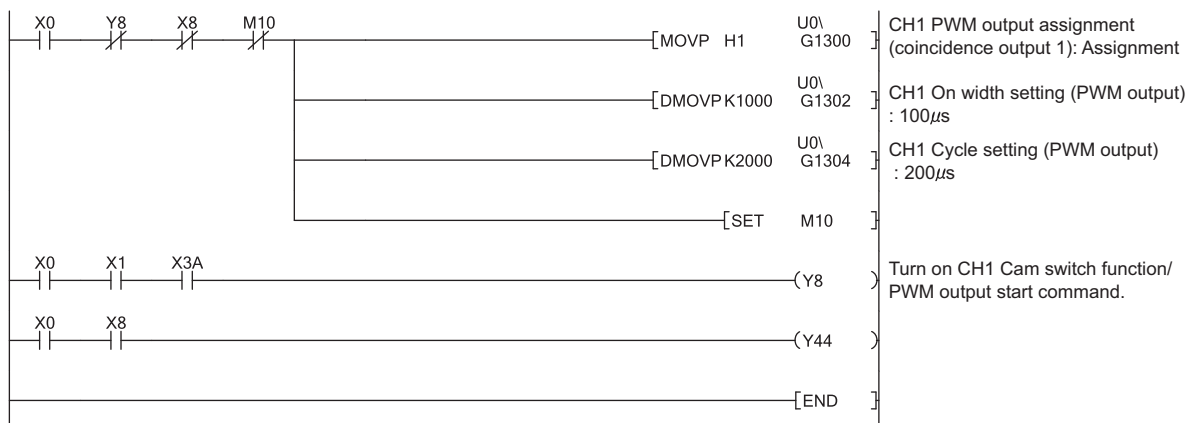 X0 Y8 X8 M10
[MOVP H1 U0\ G1300]
CH1 PWM output assignment
(coincidence output 1): Assignment
[DMOVP K1000 U0\ G1302]
CH1 On width setting (PWM output)
: 100μs
[DMOVP K2000 U0\ G1304]
CH1 Cycle setting (PWM output)
: 200μs
[SET M10]
X0 X1 X3A
(Y8)
Turn on CH1 Cam switch function/
PWM output start command.
X0 X8
(Y44)
[END]